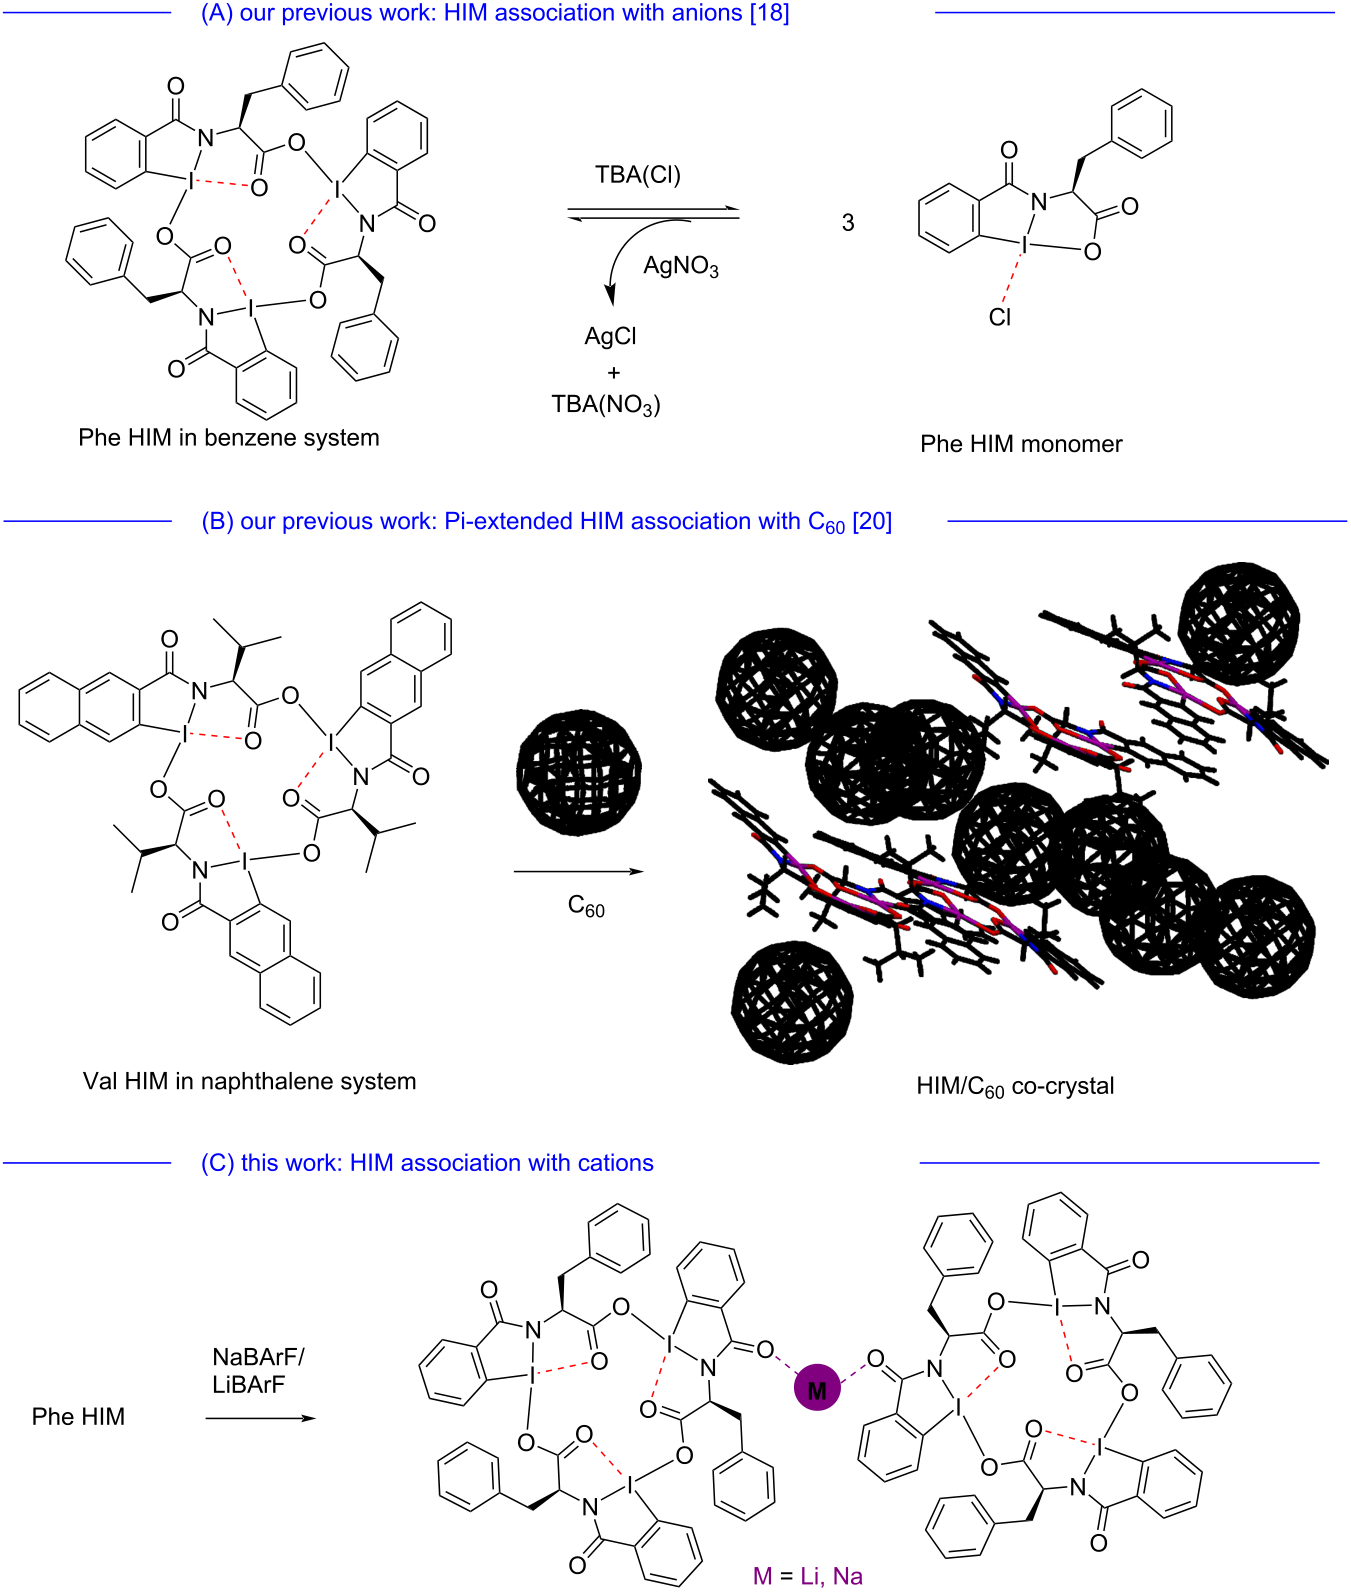 (A) our previous work: HIM association with anions [18]
O
N
O
I
O
I
N
O
O
O
O
O
I
N
O
Phe HIM in benzene system
TBA(Cl)
AgNO3
AgCl
+
TBA(NO3)
3
O
N
O
I
O
Cl
Phe HIM monomer
(B) our previous work: Pi-extended HIM association with C60 [20]
O
N
O
I
O
I
N
O
O
O
O
O
I
N
O
Val HIM in naphthalene system
C60
HIM/C60 co-crystal
(C) this work: HIM association with cations
Phe HIM
NaBArF/
LiBArF
O
N
O
I
O
I
N
O
O
O
O
O
I
N
O
M
O
N
I
O
O
I
N
O
O
O
O
O
I
N
O
M = Li, Na